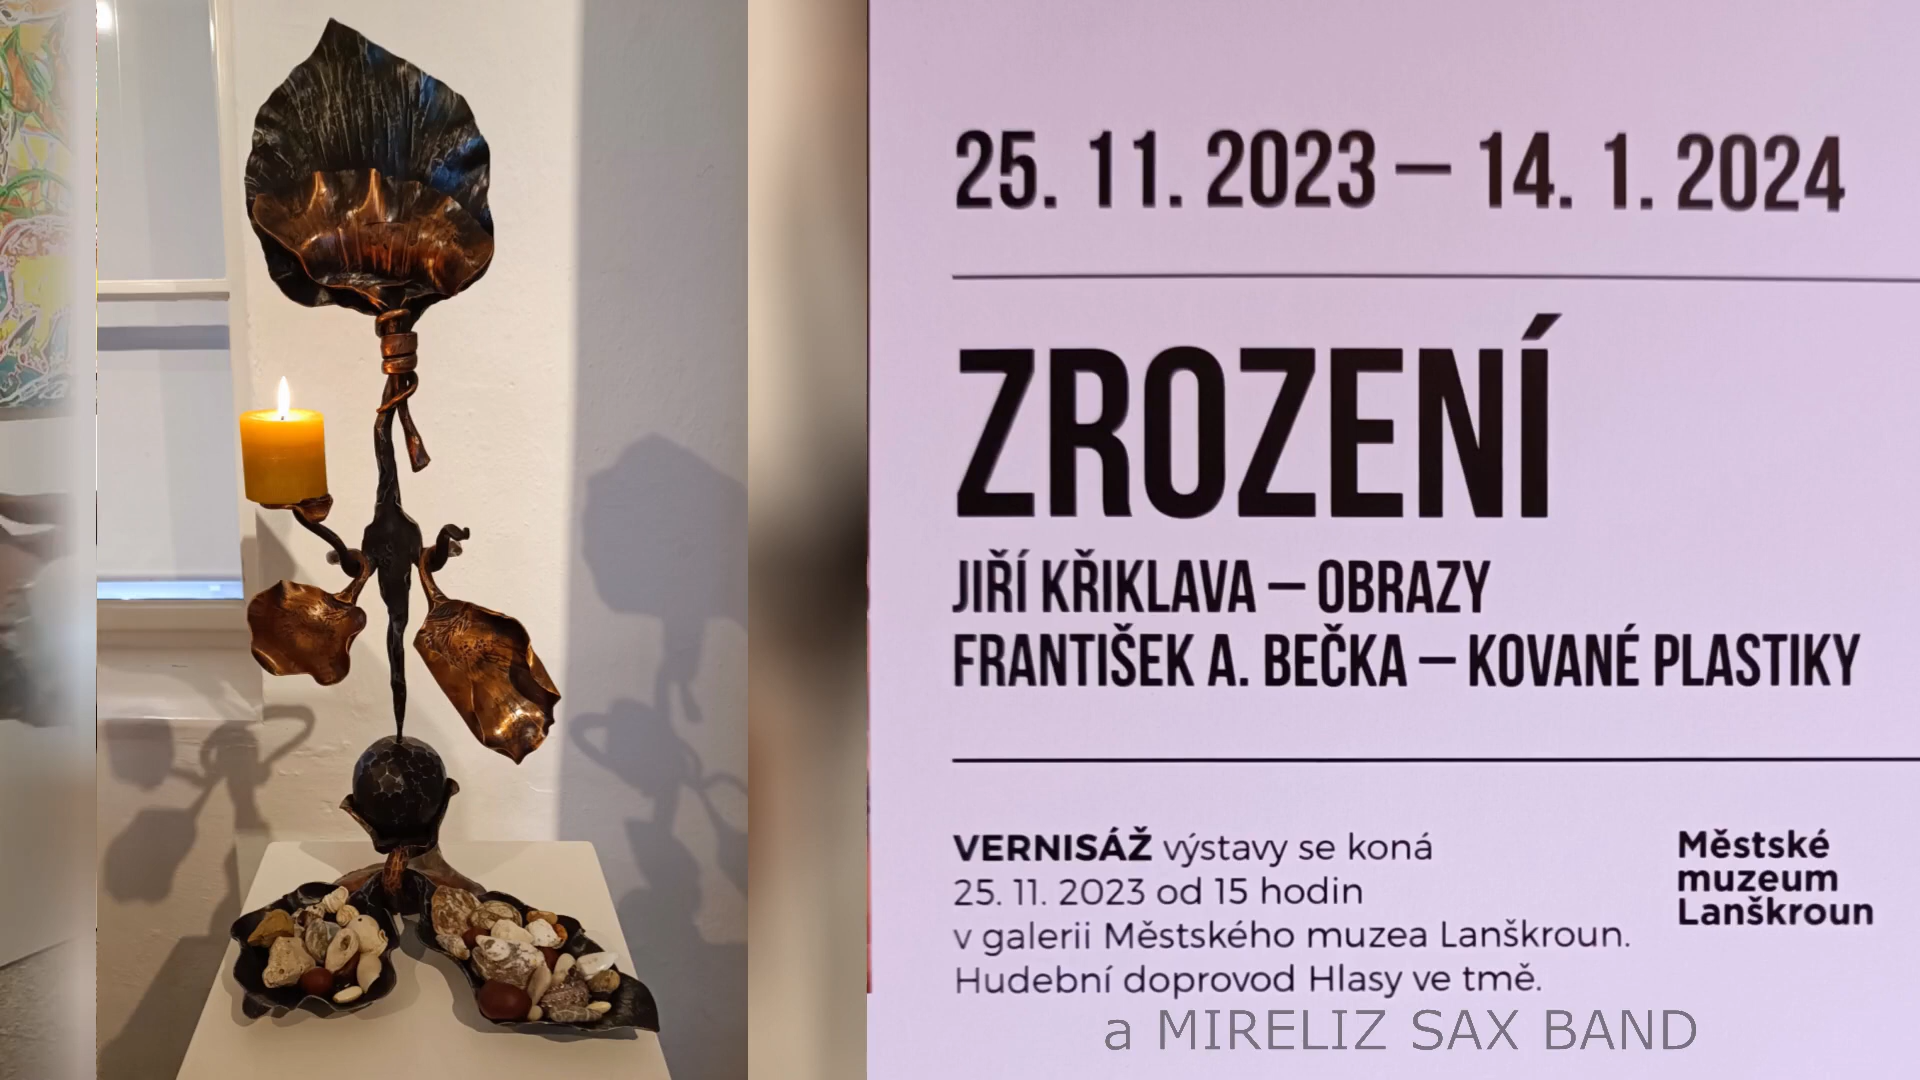 25. 11. 2023 – 14. 1. 2024
ZROZENÍ
JIŘÍ KŘIKLAVA – OBRAZY
FRANTIŠEK A. BEČKA – KOVANÉ PLASTIKY
VERNISÁŽ výstavy se koná
25. 11. 2023 od 15 hodin
v galerii Městského muzea Lanškroun.
Hudební doprovod Hlasy ve tmě.
a MIRELIZ SAX BAND
Městské
muzeum
Lanškroun